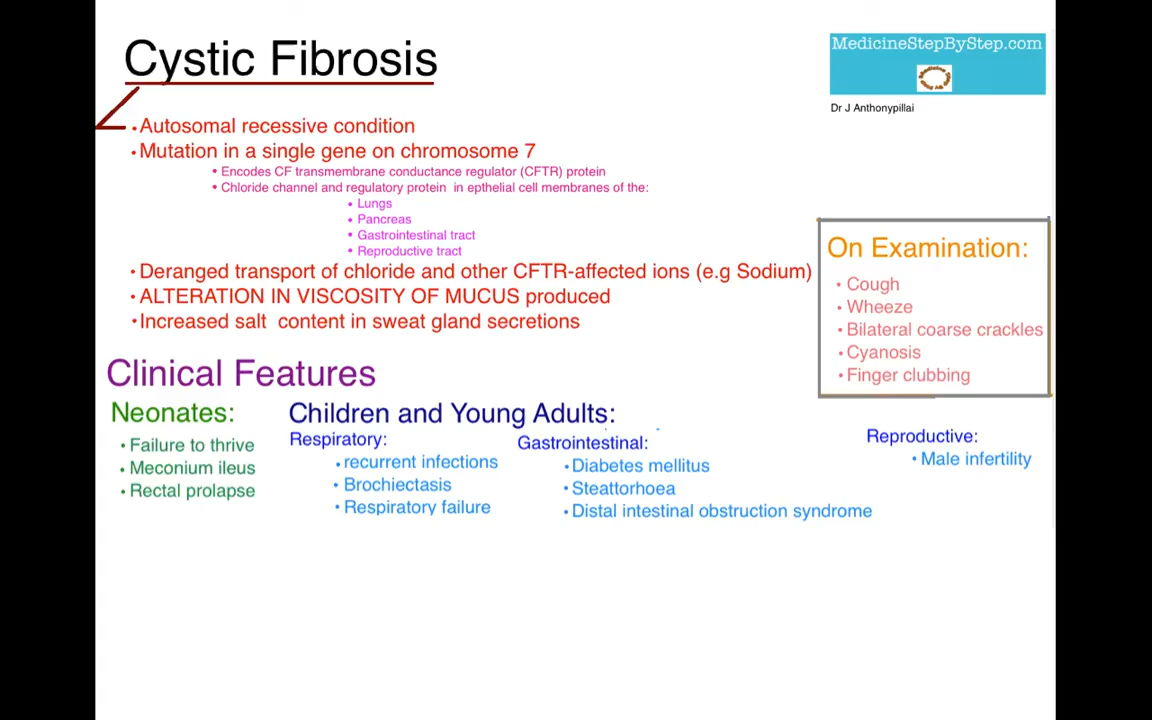 Cystic Fibrosis
MedicineStepByStep.com
Dr J Anthonypillai
•Autosomal recessive condition
•Mutation in a single gene on chromosome 7
• Encodes CF transmembrane conductance regulator (CFTR) protein
• Chloride channel and regulatory protein in epthelial cell membranes of the:
• Lungs
• Pancreas
• Gastrointestinal tract
• Reproductive tract
•Deranged transport of chloride and other CFTR-affected ions (e.g Sodium)
•ALTERATION IN VISCOSITY OF MUCUS produced
•Increased salt content in sweat gland secretions
On Examination:
• Cough
• Wheeze
• Bilateral coarse crackles
•Cyanosis
•Finger clubbing
Clinical Features
Neonates:
•Failure to thrive
•Meconium ileus
•Rectal prolapse
Children and Young Adults:
Respiratory:
•recurrent infections
•Brochiectasis
•Respiratory failure
Gastrointestinal:
•Diabetes mellitus
•Steattorhoea
•Distal intestinal obstruction syndrome
Reproductive:
•Male infertility